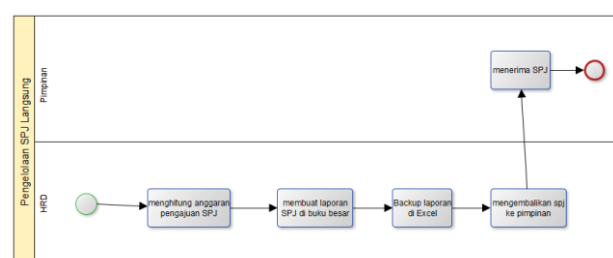 Pengelolaan SPJ Langsung
Pimpinan
menerima SPJ
HRD
menghitung anggaran
pengajuan SPJ
membuat laporan
SPJ di buku besar
Backup laporan
di Excel
mengembalikan spj
ke pimpinan